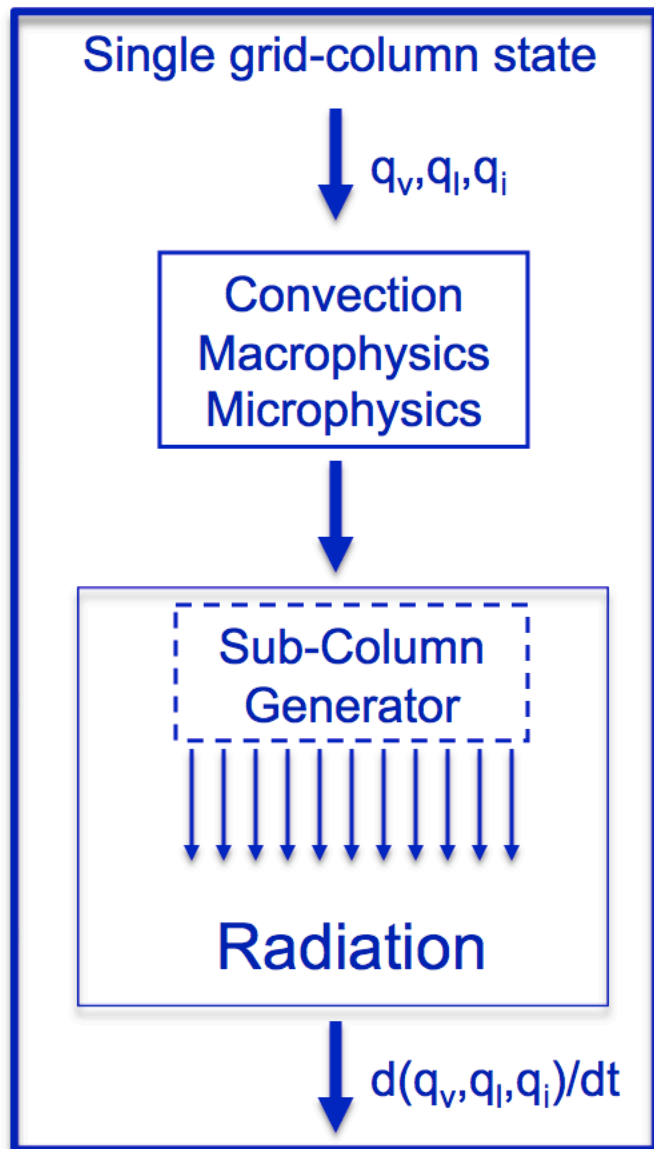 Single grid-column state
qv,ql,qi
Convection
Macrophysics
Microphysics
Sub-Column
Generator
Radiation
d(qv,ql,qi)/dt